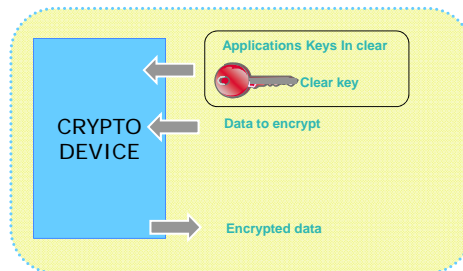 Applications Keys In clear
Clear key
CRYPTO
DEVICE
Data to encrypt
Encrypted data